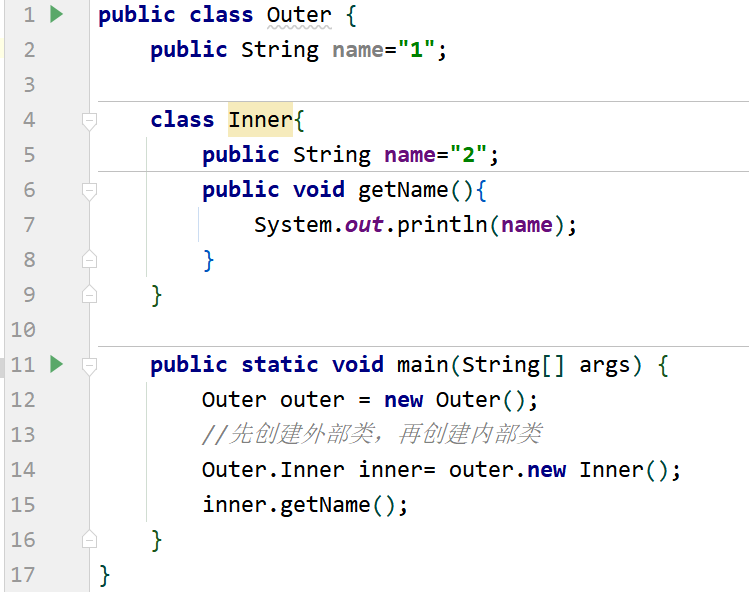 1 public class Outer {
2 public String name="1";
3
4 class Inner{
5 public String name="2";
6 public void getName(){
7 System.out.println(name);
8 }
9 }
10
11 public static void main(String[] args) {
12 Outer outer = new Outer();
13 //先创建外部类，再创建内部类
14 Outer.Inner inner= outer.new Inner();
15 inner.getName();
16 }
17 }